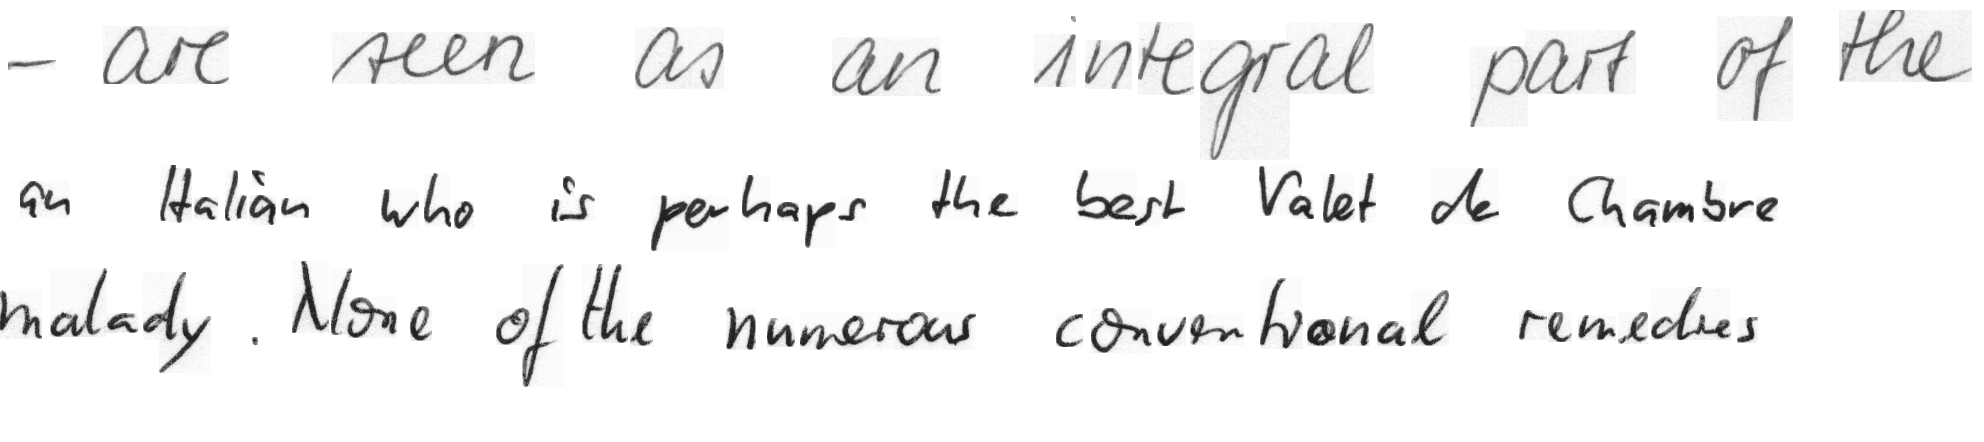 - are seen as an integral part of the
an Italian who is perhaps the best Valet de Chambre
malady. None of the numerous conventional remedies